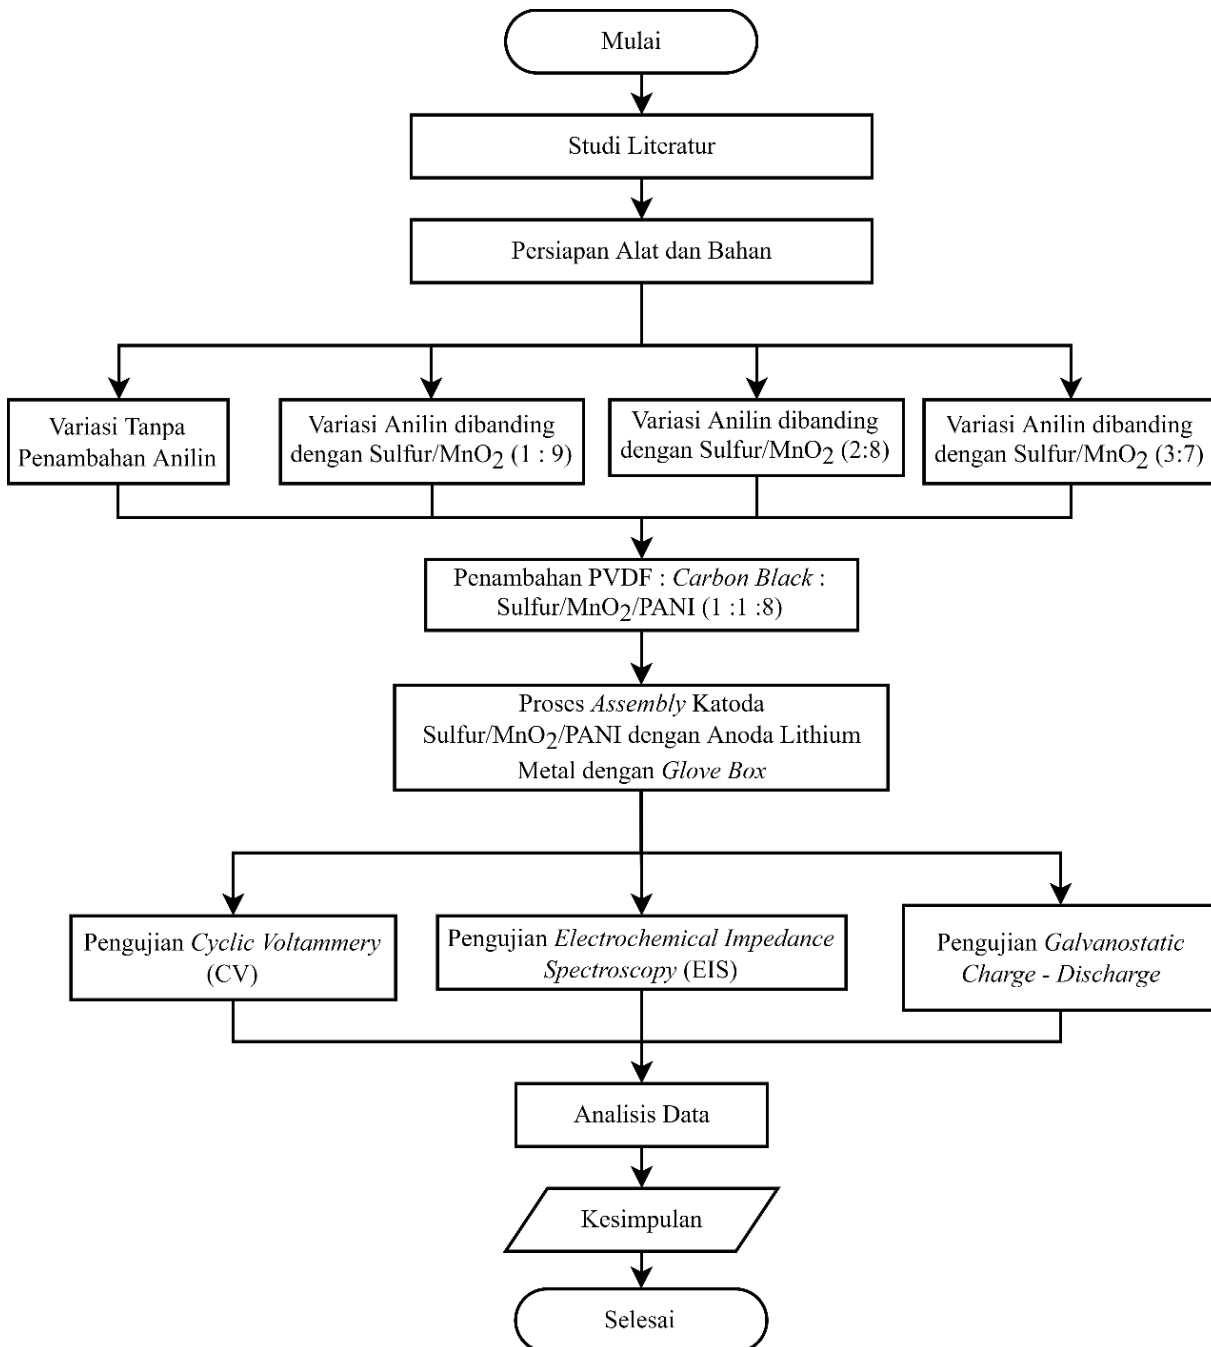 Mulai
Studi Literatur
Persiapan Alat dan Bahan
Variasi Tanpa
Penambahan Anilin
Variasi Anilin dibanding
dengan Sulfur/MnO2 (1 : 9)
Variasi Anilin dibanding
dengan Sulfur/MnO2 (2:8)
Variasi Anilin dibanding
dengan Sulfur/MnO2 (3:7)
Penambahan PVDF : Carbon Black :
Sulfur/MnO2/PANI (1 :1 :8)
Proses Assembly Katoda
Sulfur/MnO2/PANI dengan Anoda Lithium
Metal dengan Glove Box
Pengujian Cyclic Voltammery
(CV)
Pengujian Electrochemical Impedance
Spectroscopy (EIS)
Pengujian Galvanostatic
Charge - Discharge
Analisis Data
Kesimpulan
Selesai